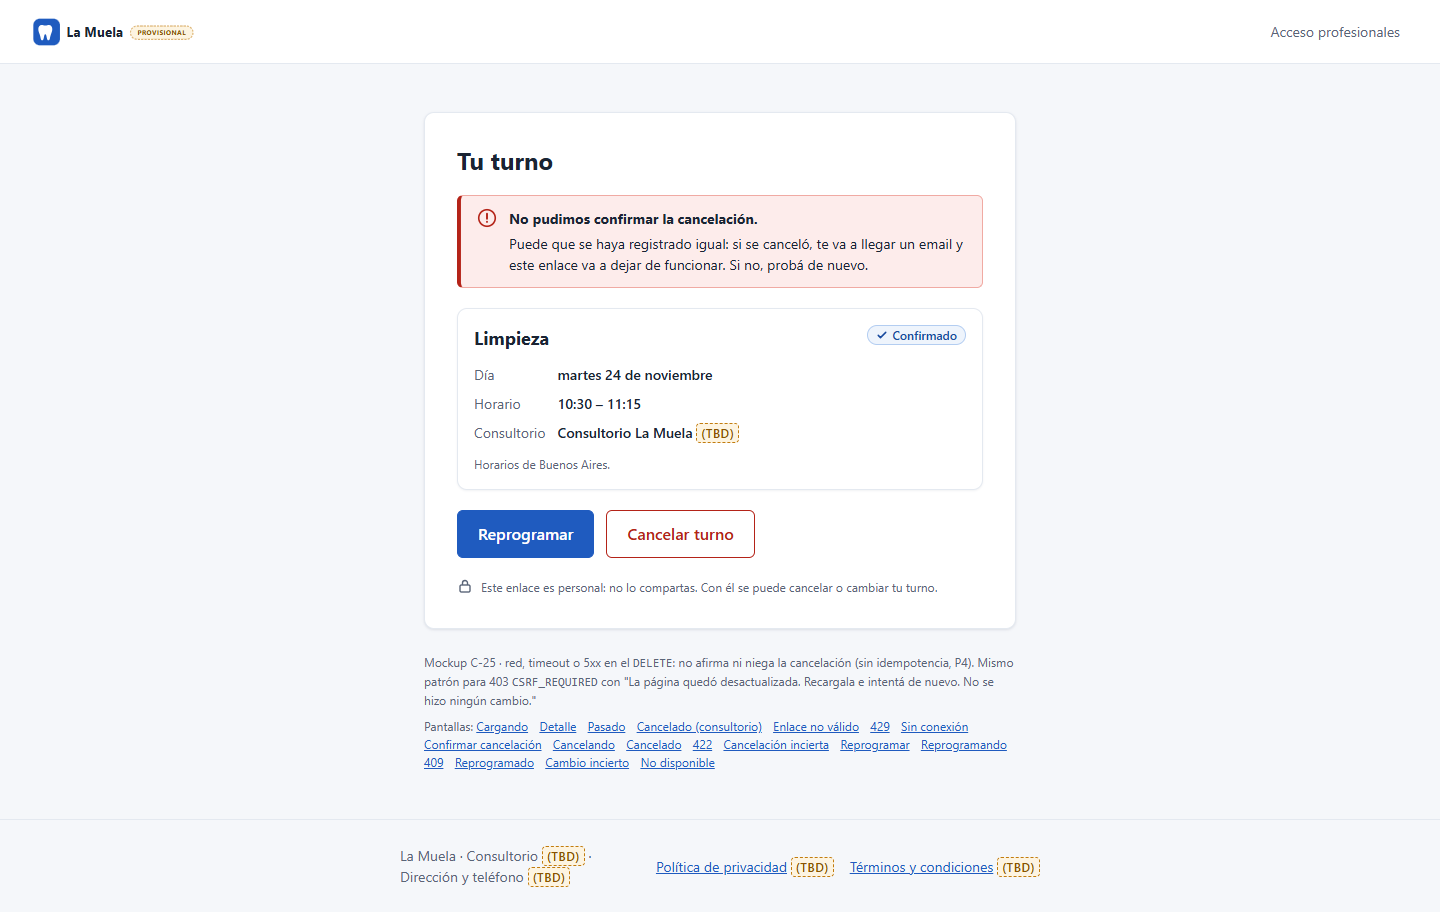 La Muela PROVISIONAL
Acceso profesionales
Tu turno
No pudimos confirmar la cancelación.
Puede que se haya registrado igual: si se canceló, te va a llegar un email y
este enlace va a dejar de funcionar. Si no, probá de nuevo.
Limpieza
Confirmado
Día martes 24 de noviembre
Horario 10:30 – 11:15
Consultorio Consultorio La Muela (TBD)
Horarios de Buenos Aires.
Reprogramar Cancelar turno
Este enlace es personal: no lo compartas. Con él se puede cancelar o cambiar tu turno.
Mockup C-25 · red, timeout o 5xx en el DELETE: no afirma ni niega la cancelación (sin idempotencia, P4). Mismo
patrón para 403 CSRF_REQUIRED con "La página quedó desactualizada. Recargala e intentá de nuevo. No se
hizo ningún cambio."
Pantallas: Cargando Detalle Pasado Cancelado (consultorio) Enlace no válido 429 Sin conexión
Confirmar cancelación Cancelando Cancelado 422 Cancelación incierta Reprogramar Reprogramando
409 Reprogramado Cambio incierto No disponible
La Muela · Consultorio (TBD) ·
Dirección y teléfono (TBD)
Política de privacidad (TBD) Términos y condiciones (TBD)